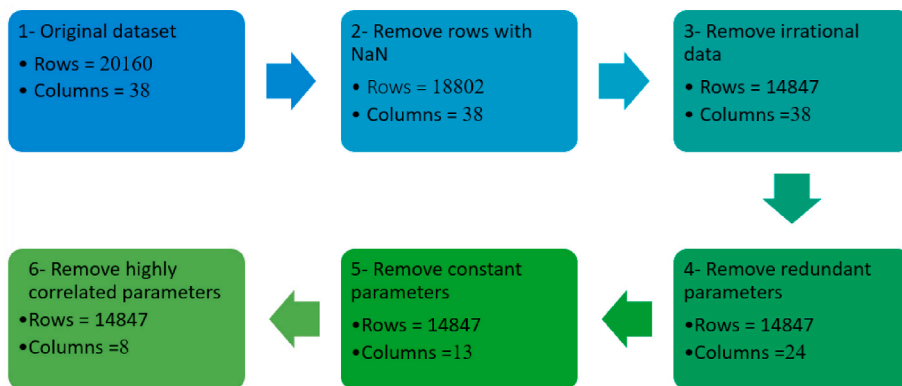 1- Original dataset
• Rows = 20160
• Columns = 38
2- Remove rows with
NaN
• Rows = 18802
• Columns = 38
3- Remove irrational
data
• Rows = 14847
• Columns =38
4- Remove redundant
parameters
•Rows = 14847
•Columns =24
5- Remove constant
parameters
•Rows = 14847
•Columns =13
6- Remove highly
correlated parameters
•Rows = 14847
•Columns =8